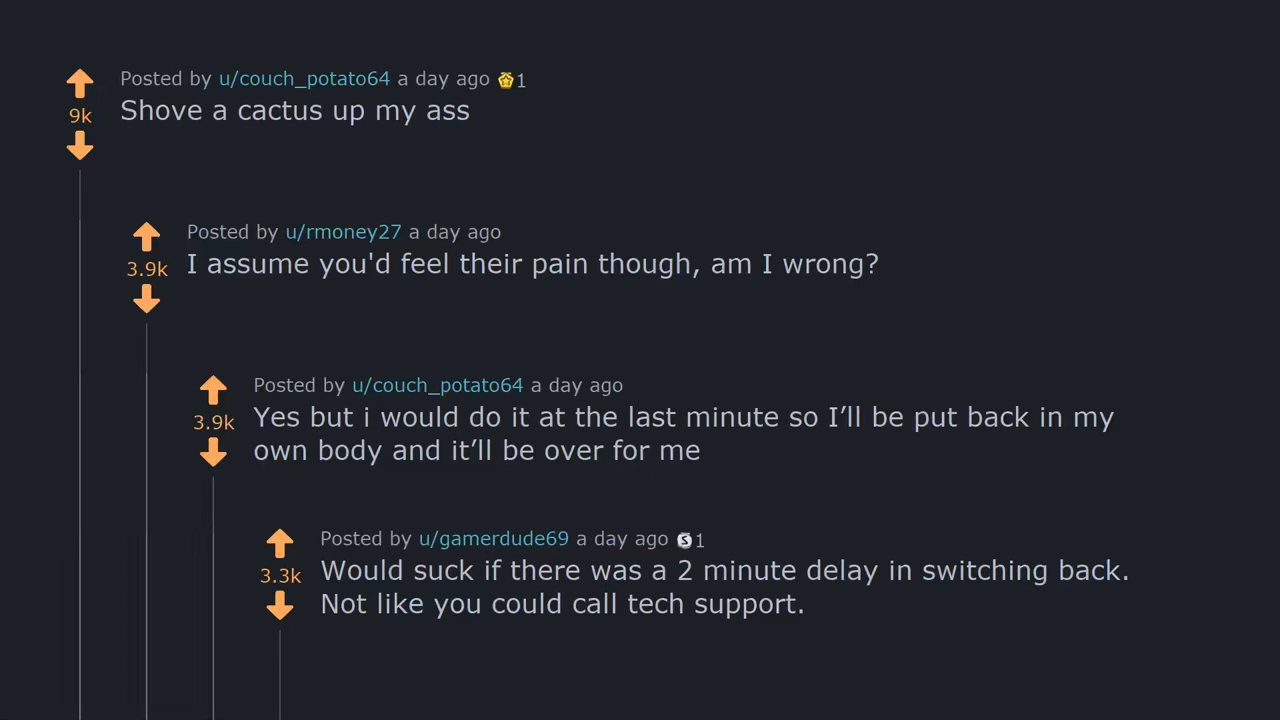 Posted by u/couch_potato64 a day ago 1
9k
Shove a cactus up my ass
Posted by u/rmoney27 a day ago
3.9k
I assume you'd feel their pain though, am I wrong?
Posted by u/couch_potato64 a day ago
3.9k
Yes but i would do it at the last minute so I’ll be put back in my
own body and it’ll be over for me
Posted by u/gamerdude69 a day ago S 1
3.3k
Would suck if there was a 2 minute delay in switching back.
Not like you could call tech support.